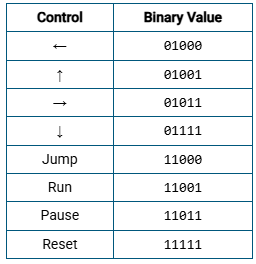 Control Binary Value
← 01000
↑ 01001
→ 01011
↓ 01111
Jump 11000
Run 11001
Pause 11011
Reset 11111